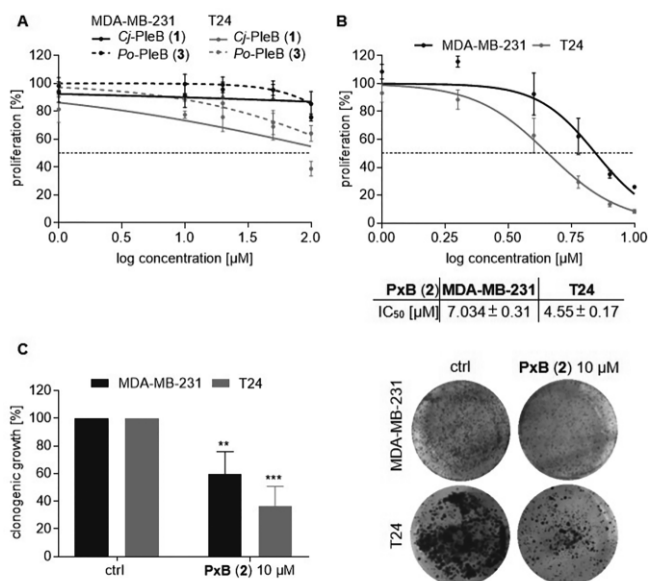 A
MDA-MB-231 T24
Cj-PleB (1) Cj-PleB (1)
Po-PleB (3) Po-PleB (3)
proliferation [%]
120
100
80
60
40
20
0
0.0 0.5 1.0 1.5 2.0
log concentration [µM]
B
MDA-MB-231 T24
proliferation [%]
120
100
80
60
40
20
0
0.00 0.25 0.50 0.75 1.00
log concentration [µM]
PxB (2) MDA-MB-231 T24
IC50 [µM] 7.034 ± 0.31 4.55 ± 0.17
C
MDA-MB-231 T24
clonogenic growth [%]
120
100
80
60
40
20
0
**
***
ctrl PxB (2) 10 µM
ctrl PxB (2) 10 µM
MDA-MB-231
T24